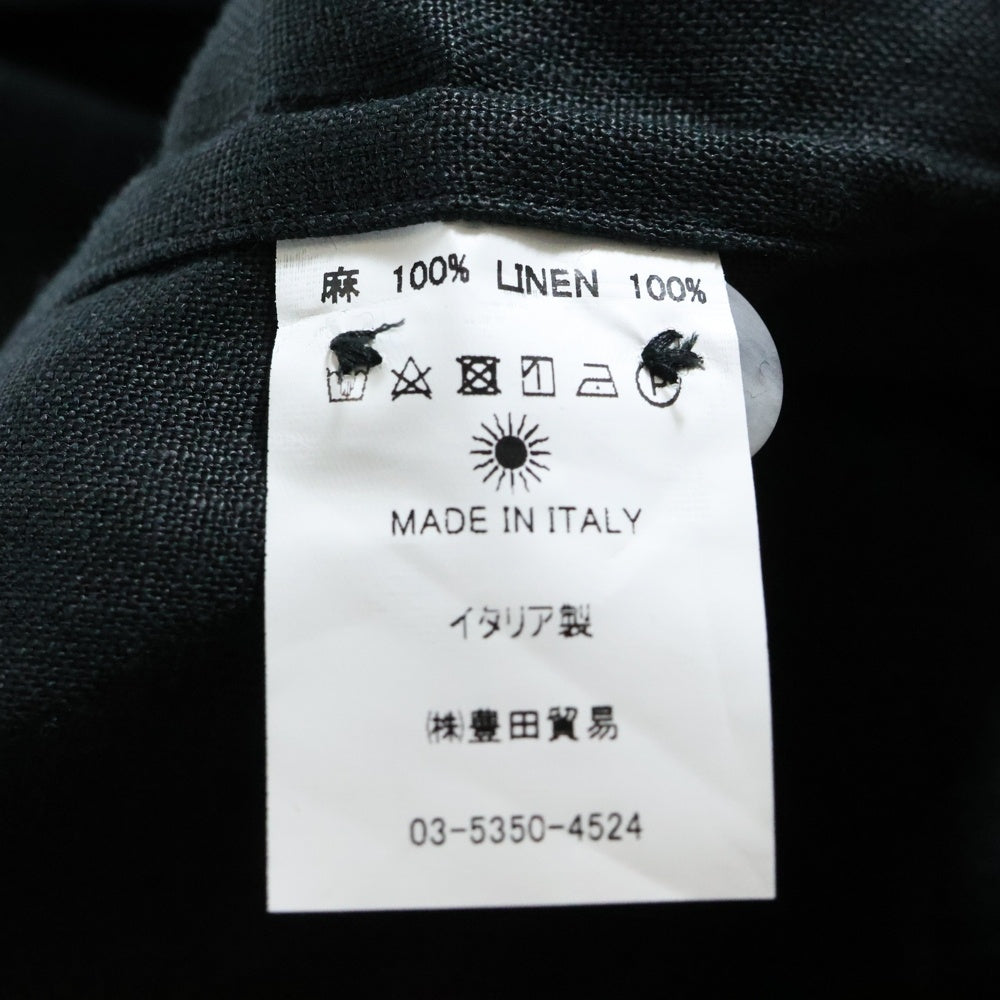 麻 100% LINEN 100%
MADE IN ITALY
イタリア製
㈱豊田貿易
03-5350-4524